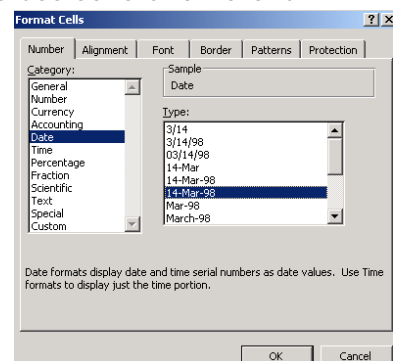 Format Cells
Number Alignment Font Border Patterns Protection
Category:
General
Number
Currency
Accounting
Date
Time
Percentage
Fraction
Scientific
Text
Special
Custom
Sample
Date
Type:
3/14
3/14/98
03/14/98
14-Mar
14-Mar-98
14-Mar-98
Mar-98
March-98
Date formats display date and time serial numbers as date values. Use Time
formats to display just the time portion.
OK Cancel